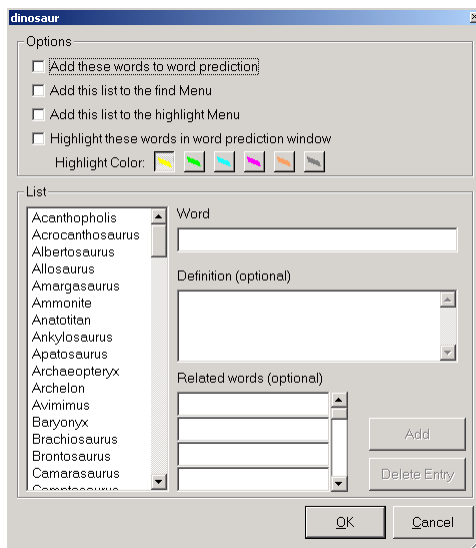 dinosaur
Options
Add these words to word prediction
Add this list to the find Menu
Add this list to the highlight Menu
Highlight these words in word prediction window
Highlight Color:
List
Acanthopholis
Acrocanthosaurus
Albertosaurus
Allosaurus
Amargasaurus
Ammonite
Anatotitan
Ankylosaurus
Apatosaurus
Archaeopteryx
Archelon
Avimimus
Baryonyx
Brachiosaurus
Brontosaurus
Camarasaurus
Camptosaurus
Word
Definition (optional)
Related words (optional)
Add
Delete Entry
OK
Cancel